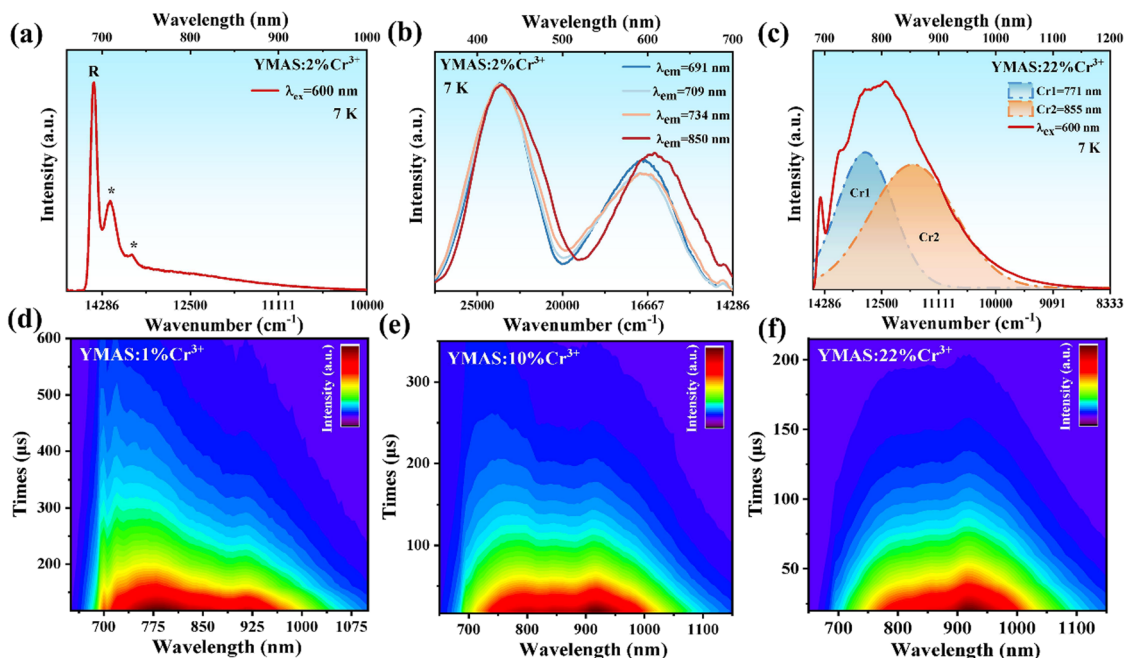 (a)
Wavelength (nm)
700 800 900 1000
YMAS:2%Cr³⁺
R
λex=600 nm
7 K
*
*
Intensity (a.u.)
14286 12500 11111 10000
Wavenumber (cm⁻¹)
(b)
Wavelength (nm)
400 500 600 700
YMAS:2%Cr³⁺
7 K
λem=691 nm
λem=709 nm
λem=734 nm
λem=850 nm
Intensity (a.u.)
25000 20000 16667 14286
Wavenumber (cm⁻¹)
(c)
Wavelength (nm)
700 800 900 1000 1100 1200
YMAS:22%Cr³⁺
Cr1=771 nm
Cr2=855 nm
λex=600 nm
7 K
Cr1
Cr2
Intensity (a.u.)
14286 12500 11111 10000 9091 8333
Wavenumber (cm⁻¹)
(d)
YMAS:1%Cr³⁺
Intensity (a.u.)
Times (μs)
600
500
400
300
200
700 775 850 925 1000 1075
Wavelength (nm)
(e)
YMAS:10%Cr³⁺
Intensity (a.u.)
Times (μs)
300
200
100
700 800 900 1000 1100
Wavelength (nm)
(f)
YMAS:22%Cr³⁺
Intensity (a.u.)
Times (μs)
200
150
100
50
700 800 900 1000 1100
Wavelength (nm)